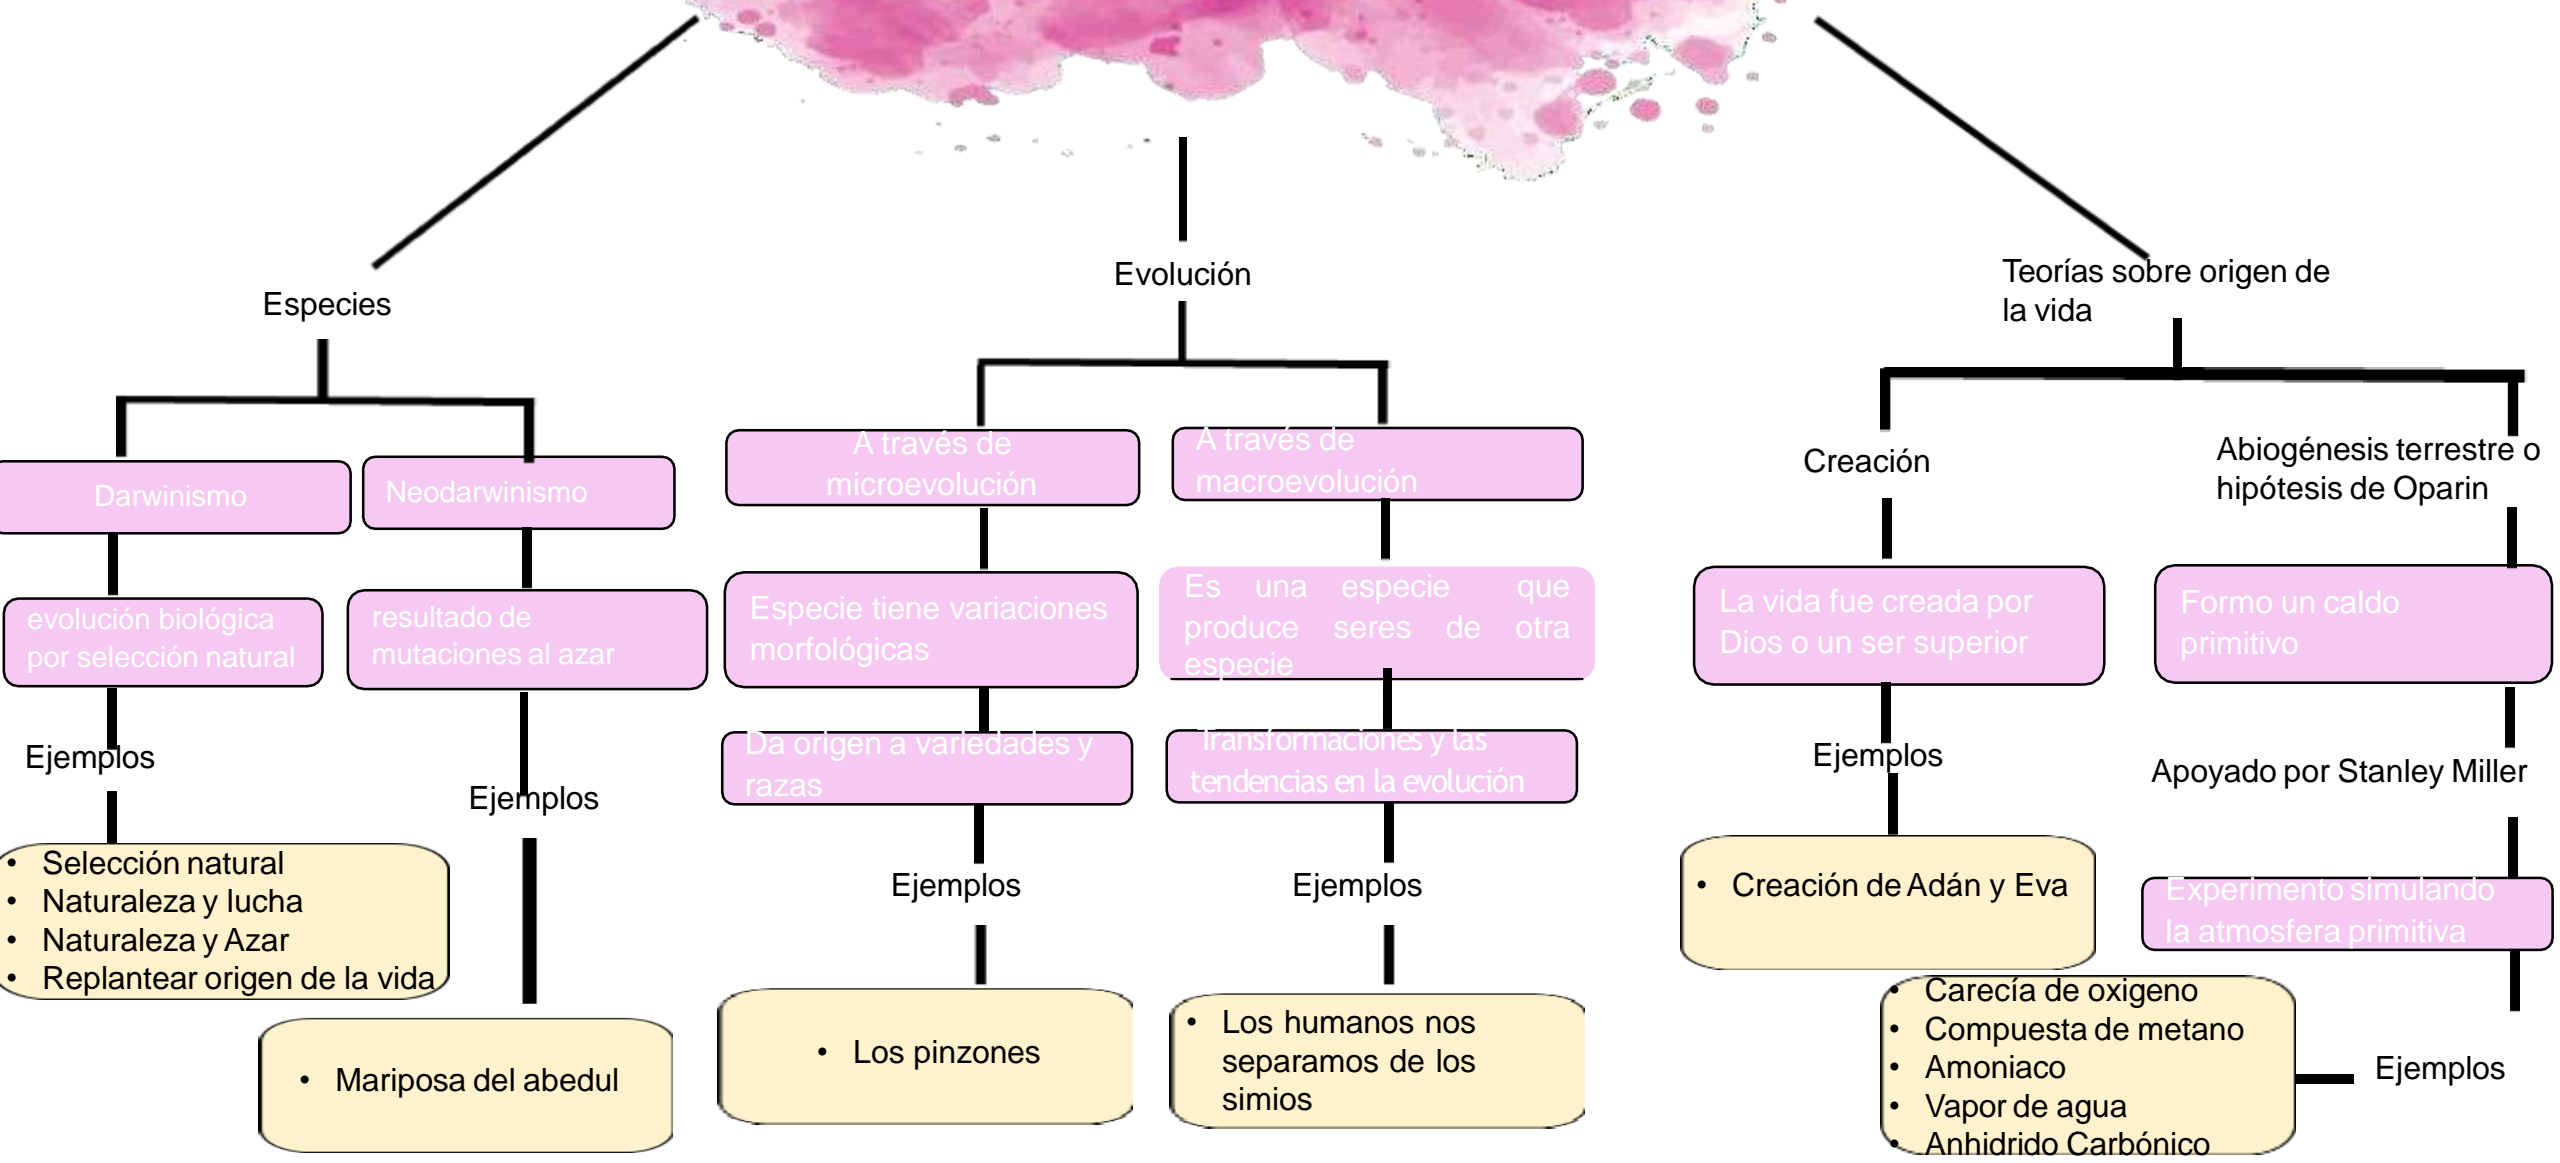 Especies
Darwinismo
evolución biológica
por selección natural
Ejemplos
• Selección natural
• Naturaleza y lucha
• Naturaleza y Azar
• Replantear origen de la vida
Neodarwinismo
resultado de
mutaciones al azar
Ejemplos
• Mariposa del abedul
Evolución
A través de
microevolución
Especie tiene variaciones
morfológicas
Da origen a variedades y
razas
Ejemplos
• Los pinzones
A través de
macroevolución
Es una especie que
produce seres de otra
especie
Transformaciones y las
tendencias en la evolución
Ejemplos
• Los humanos nos
separamos de los
simios
Teorías sobre origen de
la vida
Creación
La vida fue creada por
Dios o un ser superior
Ejemplos
• Creación de Adán y Eva
Abiogénesis terrestre o
hipótesis de Oparin
Formo un caldo
primitivo
Apoyado por Stanley Miller
Experimento simulando
la atmosfera primitiva
Ejemplos
• Carecía de oxigeno
• Compuesta de metano
• Amoniaco
• Vapor de agua
• Anhidrido Carbónico